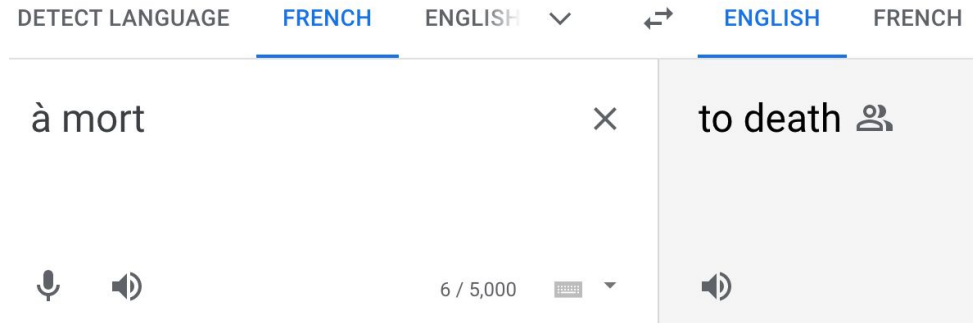 DETECT LANGUAGE FRENCH ENGLISH ENGLISH FRENCH
à mort to death
6 / 5,000